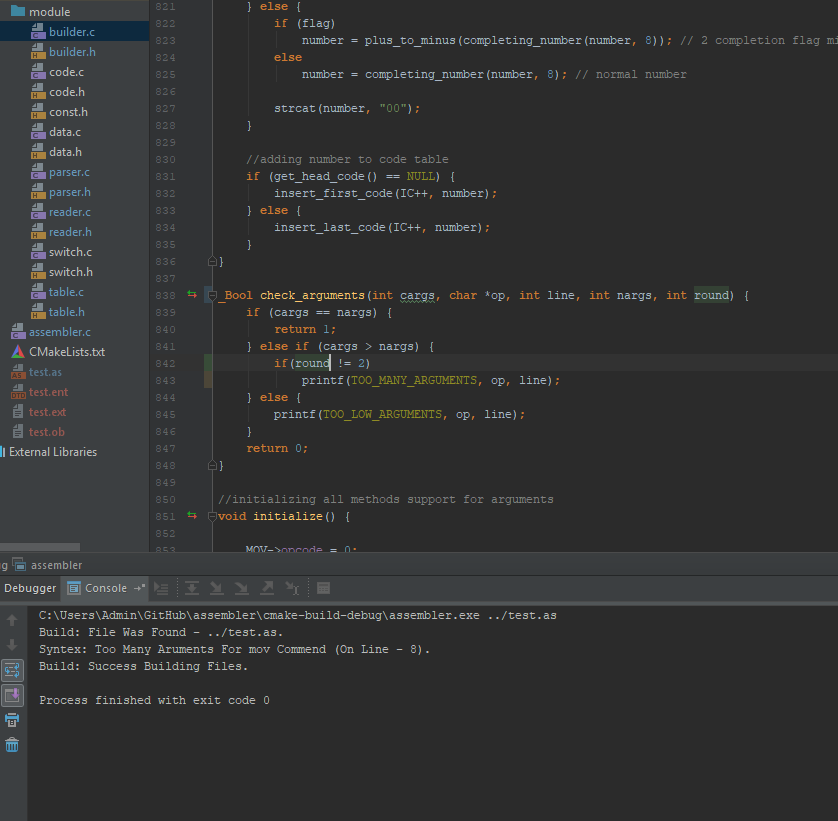 module
builder.c
builder.h
code.c
code.h
const.h
data.c
data.h
parser.c
parser.h
reader.c
reader.h
switch.c
switch.h
table.c
table.h
assembler.c
CMakeLists.txt
test.as
test.ent
test.ext
test.ob
External Libraries
821 } else {
822 if (flag)
823 number = plus_to_minus(completing_number(number, 8)); // 2 completion flag mi
824 else
825 number = completing_number(number, 8); // normal number
826
827 strcat(number, "00");
828 }
829
830 //adding number to code table
831 if (get_head_code() == NULL) {
832 insert_first_code(IC++, number);
833 } else {
834 insert_last_code(IC++, number);
835 }
836 }
837
838 _Bool check_arguments(int cargs, char *op, int line, int nargs, int round) {
839 if (cargs == nargs) {
840 return 1;
841 } else if (cargs > nargs) {
842 if(round != 2)
843 printf(TOO_MANY_ARGUMENTS, op, line);
844 } else {
845 printf(TOO_LOW_ARGUMENTS, op, line);
846 }
847 return 0;
848 }
849
850 //initializing all methods support for arguments
851 void initialize() {
852
853 MOV->opcode = 0;
g assembler
Debugger Console
C:\Users\Admin\GitHub\assembler\cmake-build-debug\assembler.exe ../test.as
Build: File Was Found - ../test.as.
Syntex: Too Many Aruments For mov Commend (On Line - 8).
Build: Success Building Files.
Process finished with exit code 0